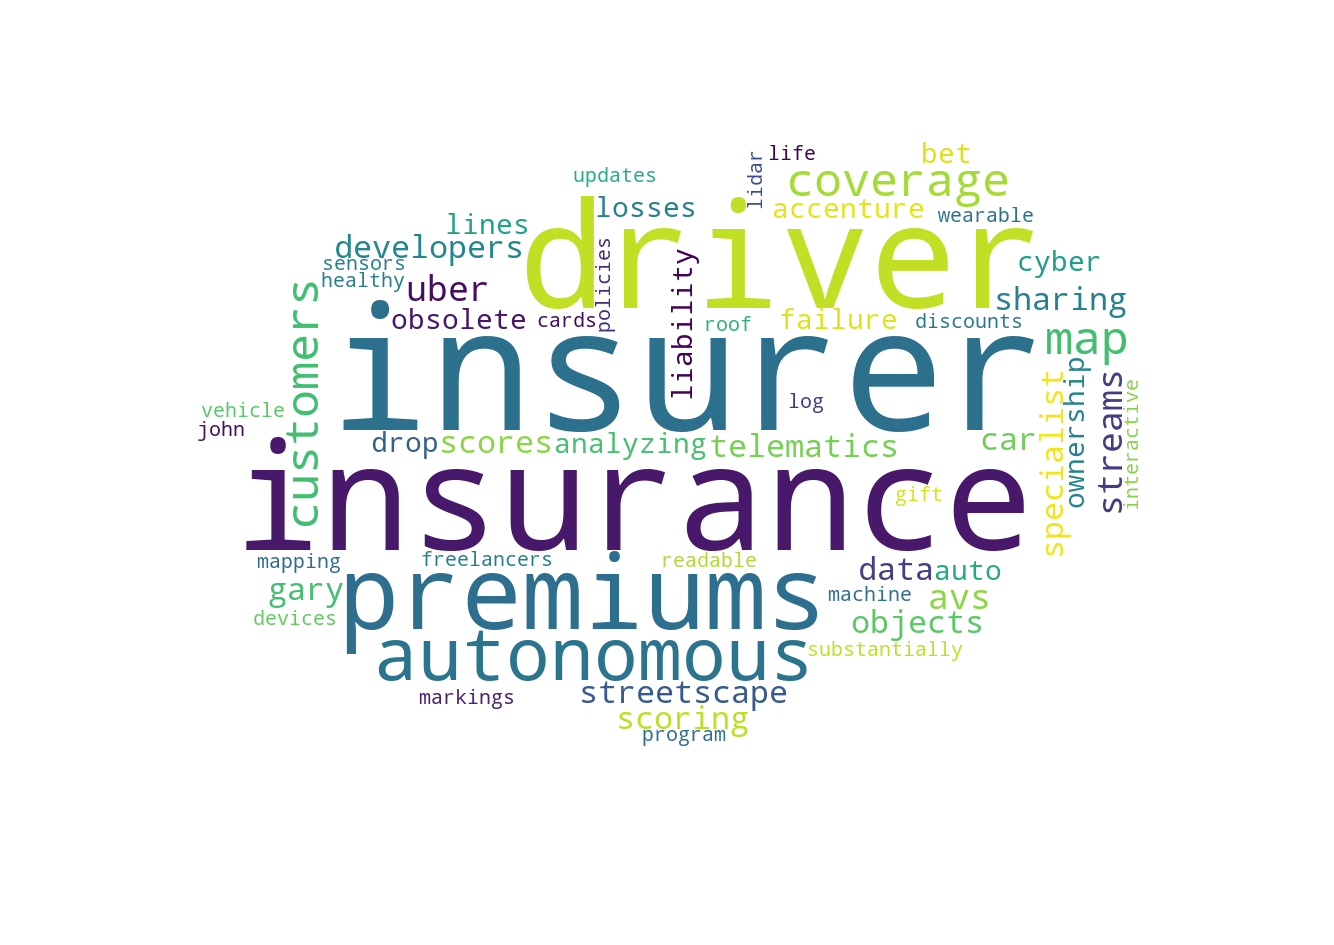 life
bet
lidar
updates
coverage
losses
accenture
wearable
lines
driver
developers
policies
liability
cyber
sensors
healthy
uber
sharing
customers
obsolete
cards
roof
failure
discounts
map
insurer
specialist
ownership
streams
interactive
vehicle
log
john
drop
scores
analyzing
telematics
car
insurance
gift
mapping
freelancers
readable
data
auto
gary
premiums
machine
avs
devices
objects
autonomous
substantially
markings
streetscape
scoring
program